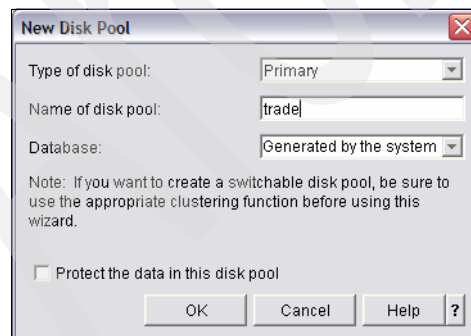 New Disk Pool
Type of disk pool: Primary
Name of disk pool: trade
Database: Generated by the system
Note: If you want to create a switchable disk pool, be sure to
use the appropriate clustering function before using this
wizard.
Protect the data in this disk pool
OK Cancel Help ?